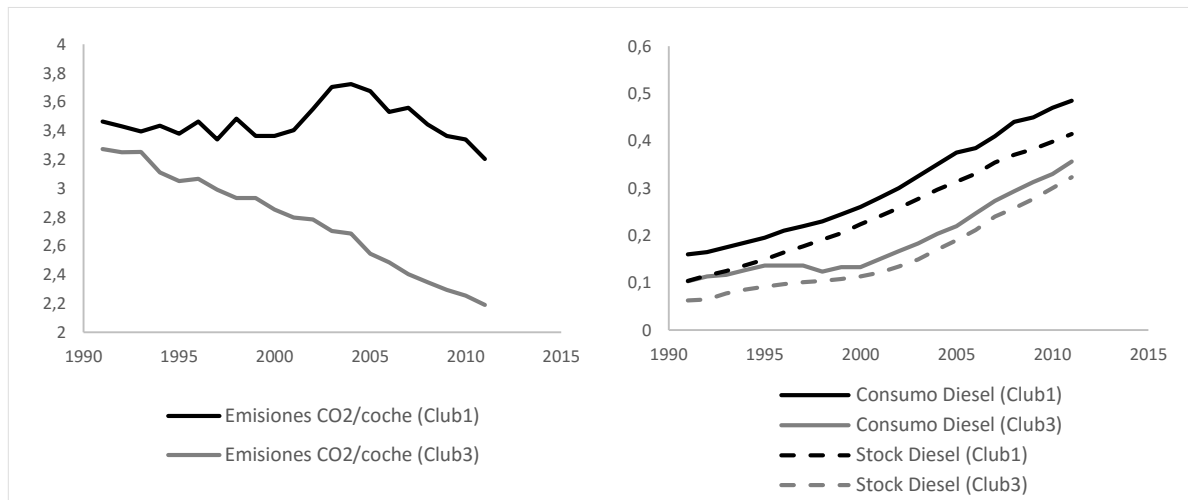 4
3,8
3,6
3,4
3,2
3
2,8
2,6
2,4
2,2
2
1990 1995 2000 2005 2010 2015
Emisiones CO2/coche (Club1)
Emisiones CO2/coche (Club3)
0,6
0,5
0,4
0,3
0,2
0,1
0
1990 1995 2000 2005 2010 2015
Consumo Diesel (Club1)
Consumo Diesel (Club3)
Stock Diesel (Club1)
Stock Diesel (Club3)